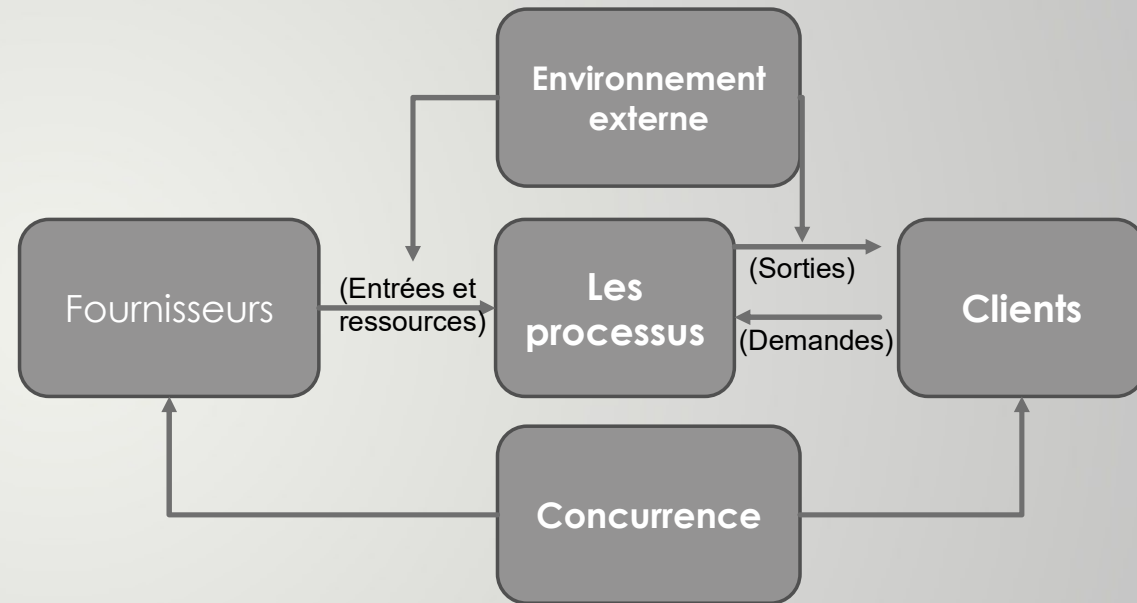 Environnement
externe
Fournisseurs
(Entrées et
ressources)
Les
processus
(Sorties)
(Demandes)
Clients
Concurrence